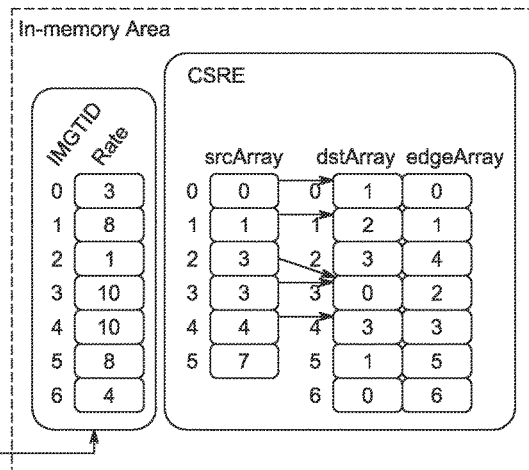 In-memory Area
CSRE
IMGTID Rate
srcArray dstArray edgeArray
0 3 0 0 0 1 0
1 8 1 1 1 2 1
2 1 2 3 2 3 4
3 10 3 3 3 0 2
4 10 4 4 4 3 3
5 8 5 7 5 1 5
6 4 6 0 6